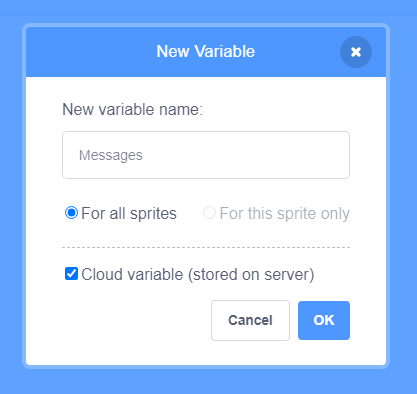 New Variable
New variable name:
Messages
For all sprites For this sprite only
Cloud variable (stored on server)
Cancel OK